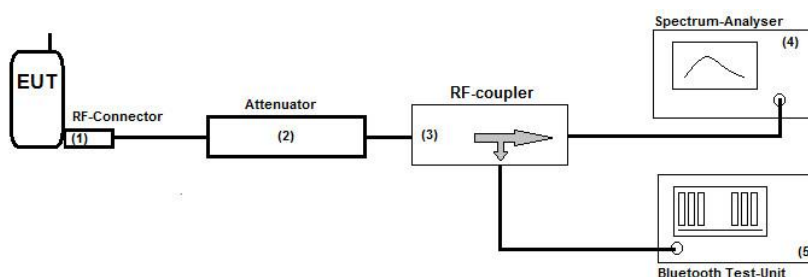 Spectrum-Analyser
(4)
EUT
RF-Connector
(1)
Attenuator
(2)
RF-coupler
(3)
(5
Bluetooth Test-Unit